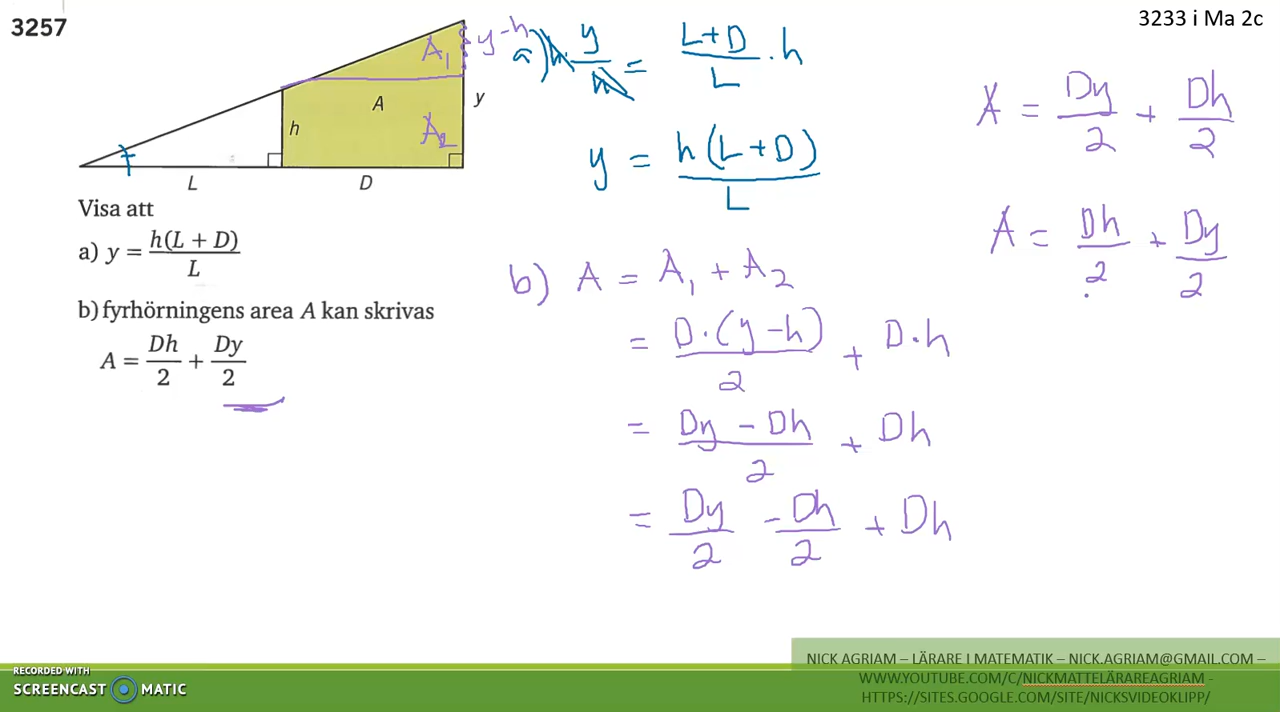 3257
3233 i Ma 2c
A₁
y-h
A
y
h
A₂
L
D
Visa att
a) y = h(L + D)/L
b) fyrhörningens area A kan skrivas
A = Dh/2 + Dy/2
a) h · y/h = (L+D)/L · h
y = h(L+D)/L
b) A = A₁ + A₂
= D·(y-h)/2 + D·h
= (Dy - Dh)/2 + Dh
= Dy/2 - Dh/2 + Dh
A = Dy/2 + Dh/2
A = Dh/2 + Dy/2
RECORDED WITH
SCREENCAST MATIC
NICK AGRIAM – LÄRARE I MATEMATIK – NICK.AGRIAM@GMAIL.COM –
WWW.YOUTUBE.COM/C/NICKMATTELÄRAREAGRIAM -
HTTPS://SITES.GOOGLE.COM/SITE/NICKSVIDEOKLIPP/